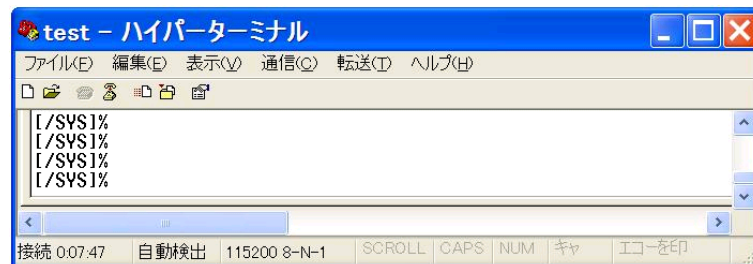 test - ハイパーターミナル
ファイル(F) 編集(E) 表示(V) 通信(C) 転送(T) ヘルプ(H)
[/SYS]%
[/SYS]%
[/SYS]%
[/SYS]%
接続 0:07:47 自動検出 115200 8-N-1 SCROLL CAPS NUM キャ エコーを印